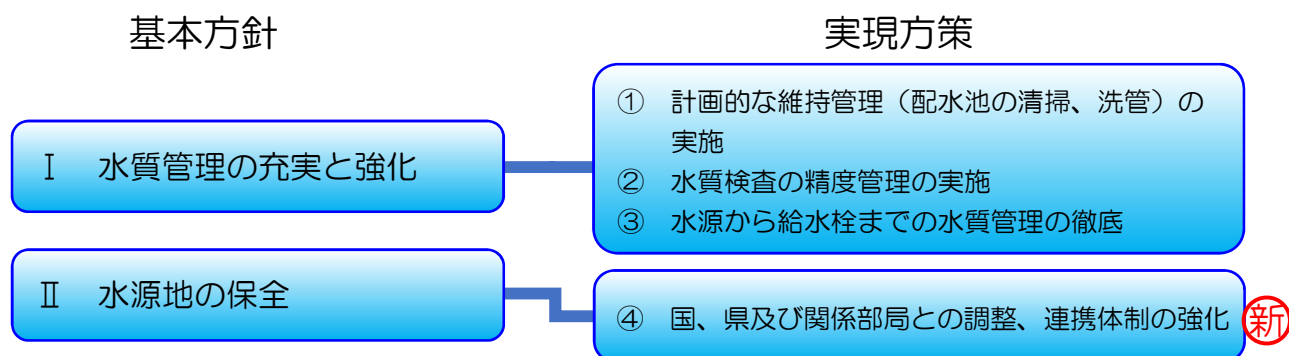 基本方針
実現方策
Ⅰ 水質管理の充実と強化
① 計画的な維持管理（配水池の清掃、洗管）の
実施
② 水質検査の精度管理の実施
③ 水源から給水栓までの水質管理の徹底
Ⅱ 水源地の保全
④ 国、県及び関係部局との調整、連携体制の強化
新